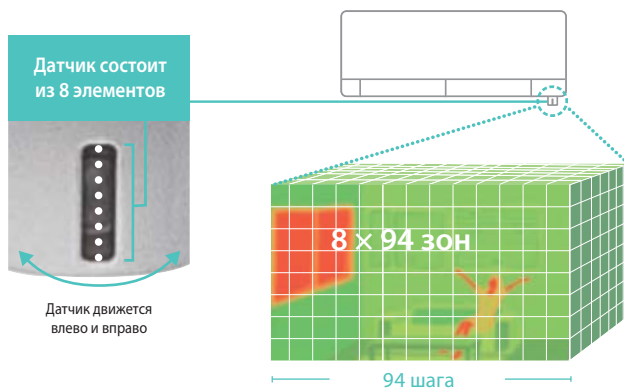 Датчик состоит
из 8 элементов
8 × 94 зон
Датчик движется
влево и вправо
94 шага